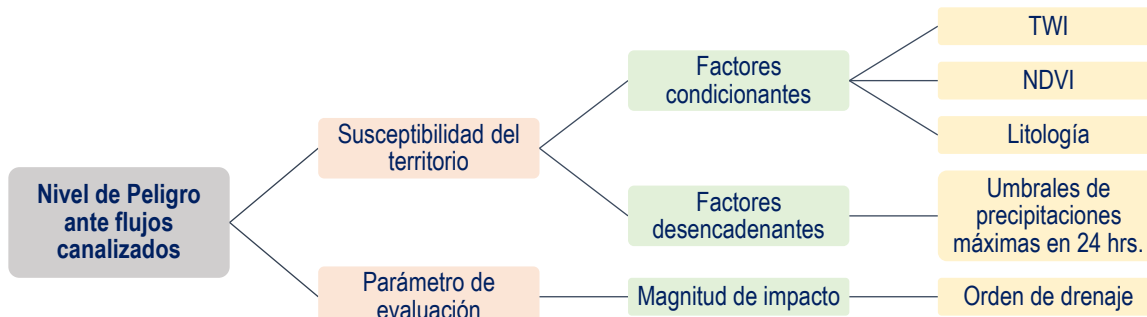 Nivel de Peligro
ante flujos
canalizados
Susceptibilidad del
territorio
Factores
condicionantes
TWI
NDVI
Litología
Factores
desencadenantes
Umbrales de
precipitaciones
máximas en 24 hrs.
Parámetro de
evaluación
Magnitud de impacto
Orden de drenaje